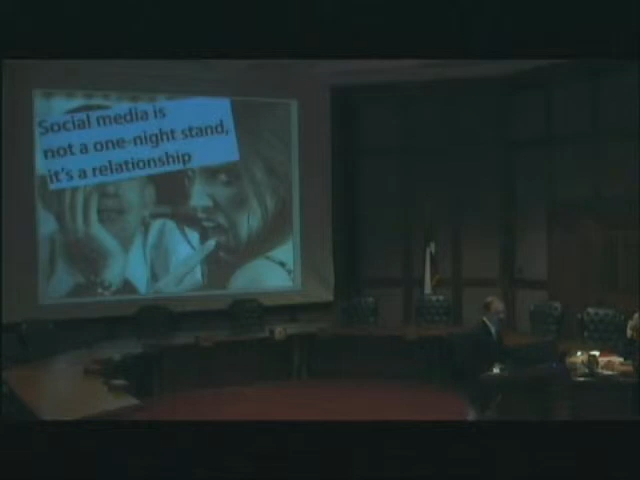 Social media is
not a one-night stand,
it's a relationship